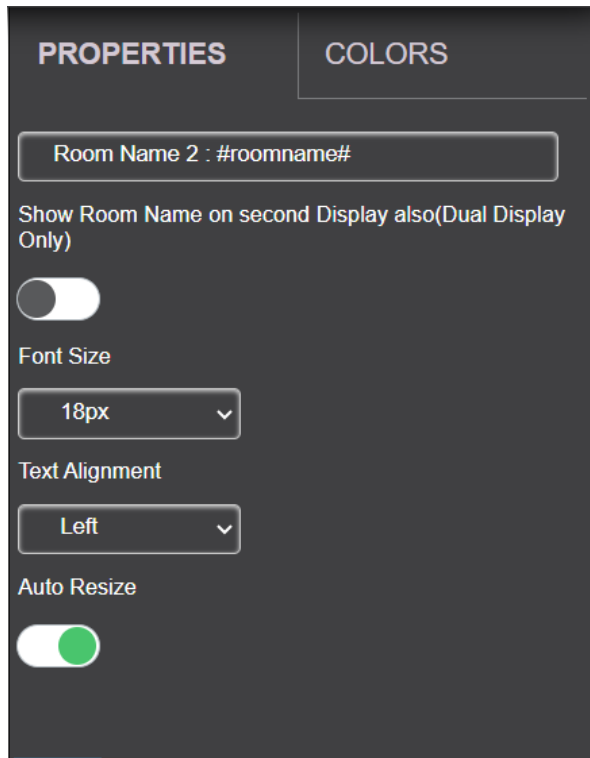 PROPERTIES COLORS
Room Name 2 : #roomname#
Show Room Name on second Display also(Dual Display
Only)
Font Size
18px
Text Alignment
Left
Auto Resize